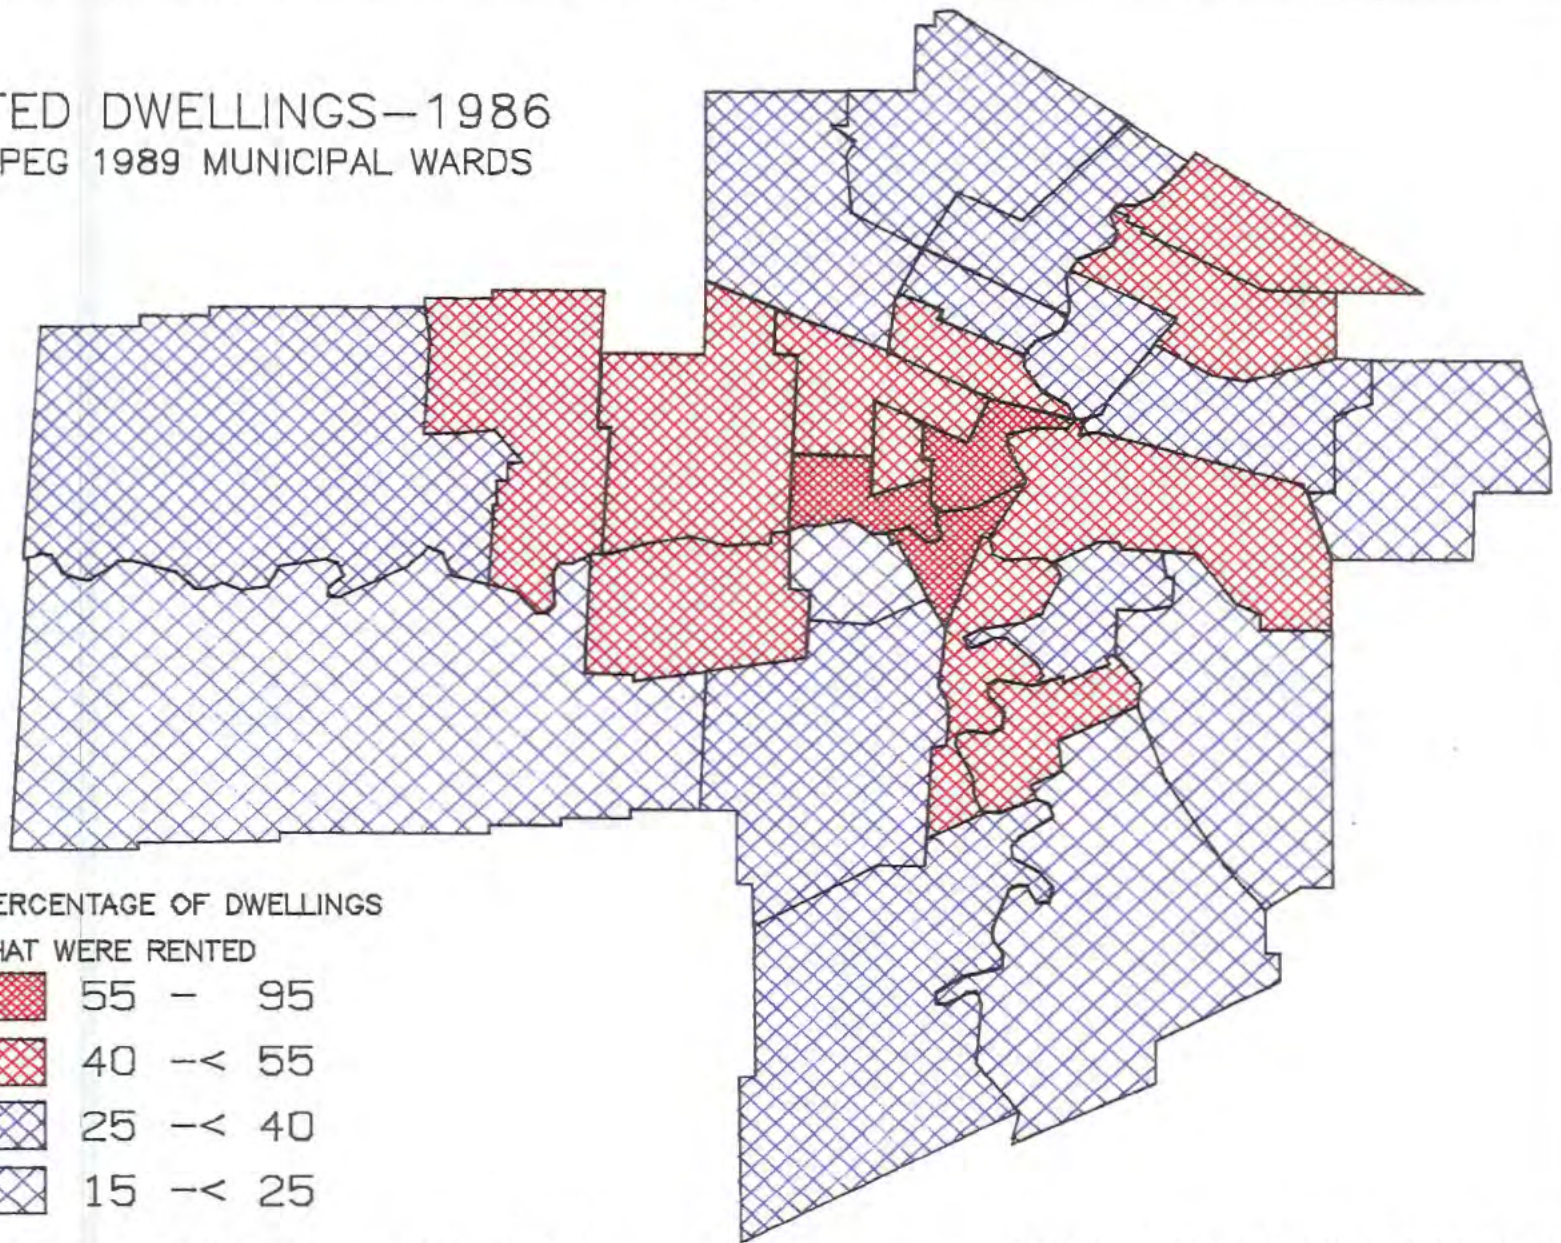 TED DWELLINGS-1986
PEG 1989 MUNICIPAL WARDS
ERCENTAGE OF DWELLINGS
HAT WERE RENTED
55 - 95
40 -< 55
25 -< 40
15 -< 25